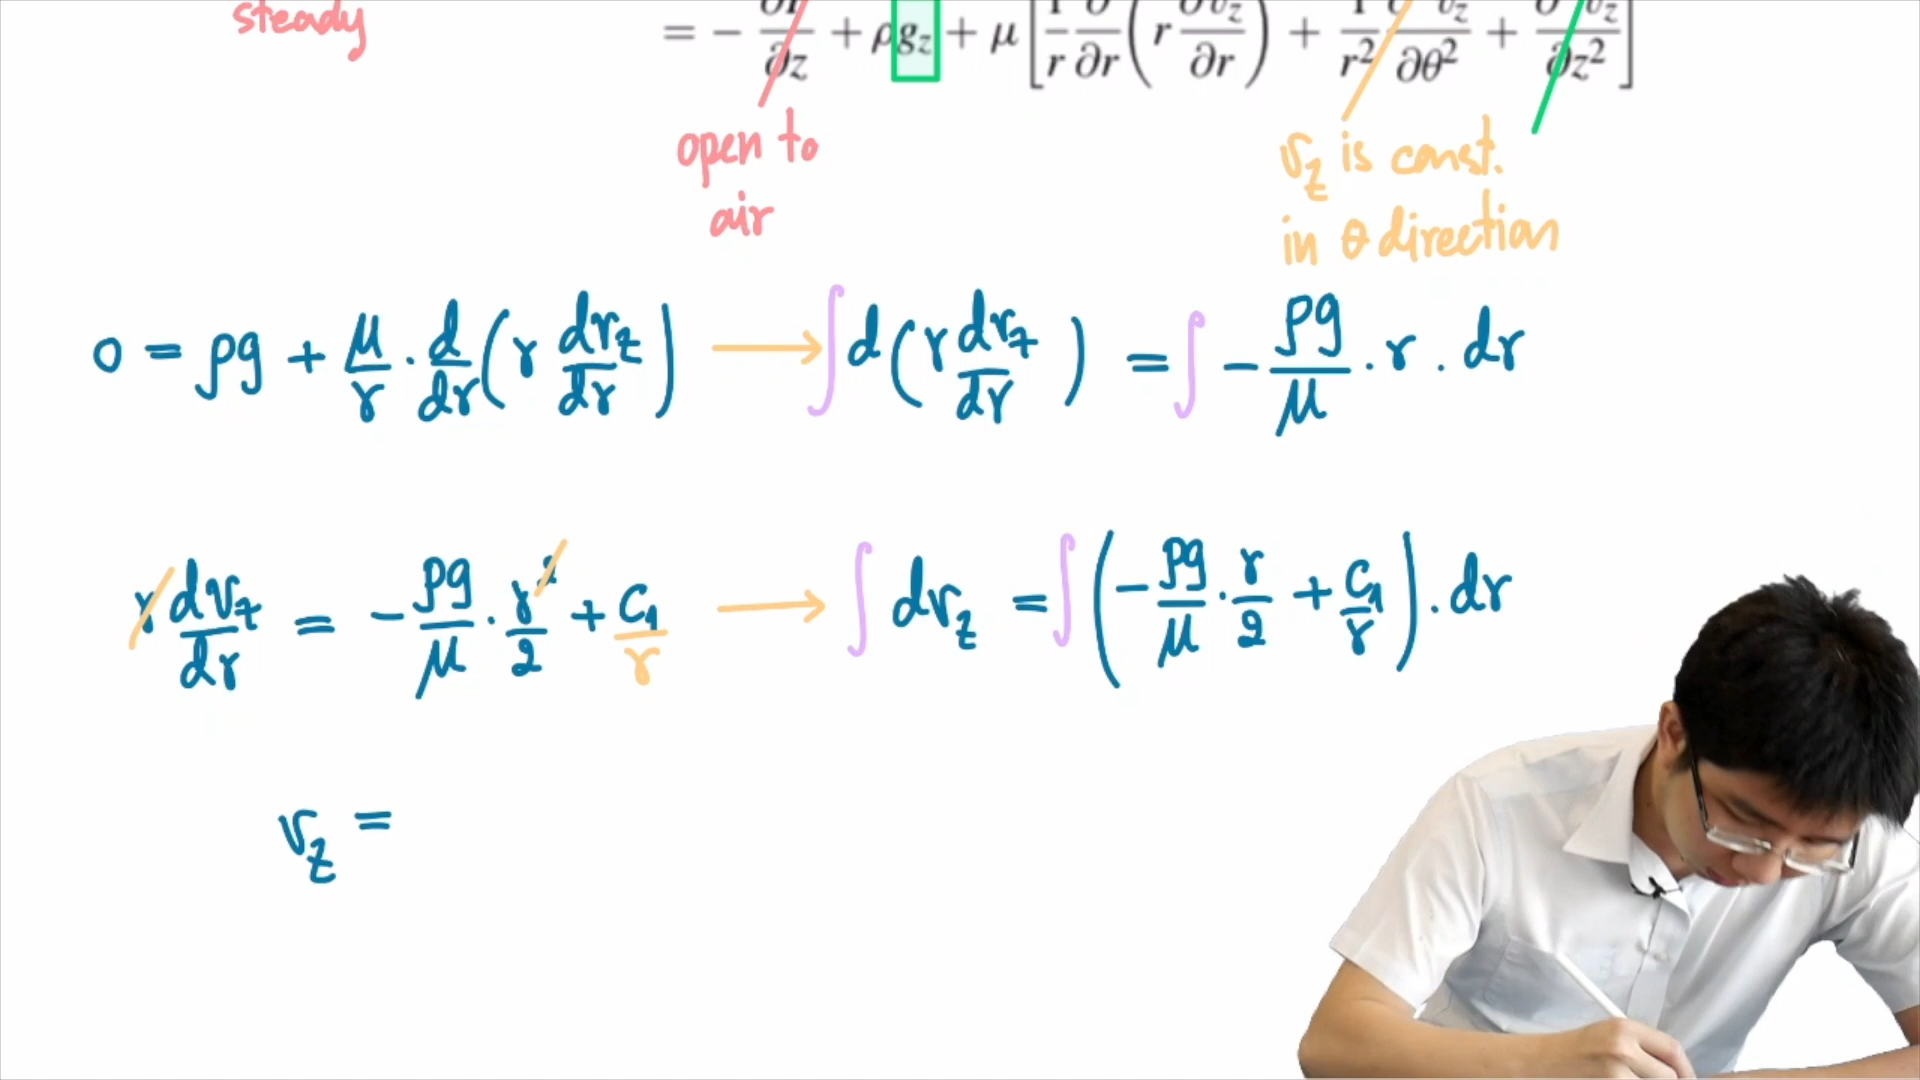 steady
= - ∂P/∂z + ρg_z + μ[1/r ∂/∂r (r ∂v_z/∂r) + 1/r² ∂²v_z/∂θ² + ∂²v_z/∂z²]
open to
air
v_z is const.
in θ direction
0 = ρg + μ/r · d/dr (r dv_z/dr) → ∫ d(r dv_z/dr) = ∫ - ρg/μ · r · dr
r dv_z/dr = - ρg/μ · r²/2 + C₁/r → ∫ dv_z = ∫ (- ρg/μ · r/2 + C₁/r) · dr
v_z =